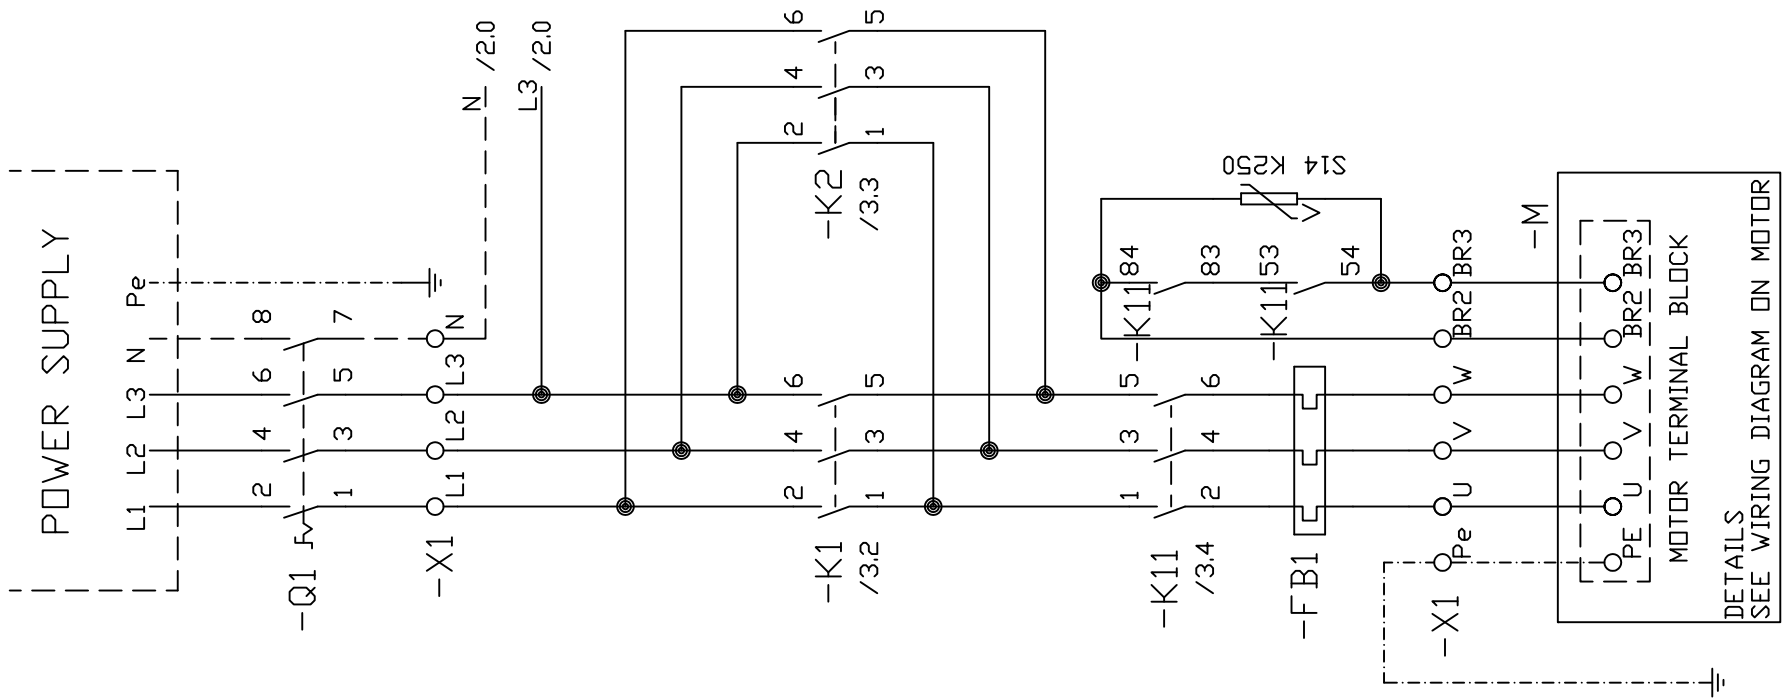 POWER SUPPLY
L1 L2 L3 N Pe
2 4 6 8
-Q1
1 3 5 7
-X1
L1 L2 L3 N
N /2.0
L3 /2.0
6 5
4 3
2 1
-K2
/3.3
2 4 6
-K1
/3.2
1 3 5
1 3 5
-K11
/3.4
2 4 6
-K11
84
83
-K11
53
54
S14 K250
V
-FB1
-X1
Pe U V W BR2 BR3
-M
PE U V W BR2 BR3
MOTOR TERMINAL BLOCK
DETAILS
SEE WIRING DIAGRAM ON MOTOR